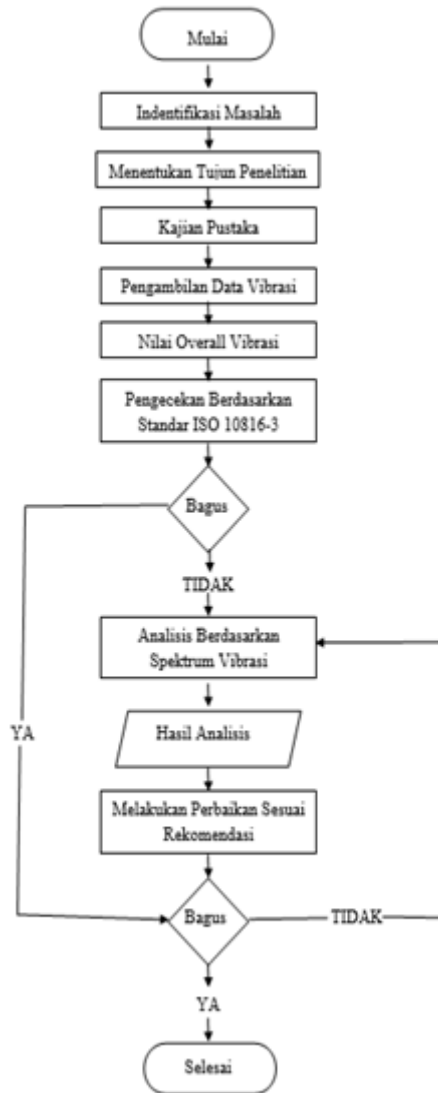 Mulai
Indentifikasi Masalah
Menentukan Tujun Penelitian
Kajian Pustaka
Pengambilan Data Vibrasi
Nilai Overall Vibrasi
Pengecekan Berdasarkan
Standar ISO 10816-3
Bagus
TIDAK
Analisis Berdasarkan
Spektrum Vibrasi
YA
Hasil Analisis
Melakukan Perbaikan Sesuai
Rekomendasi
Bagus
TIDAK
YA
Selesai